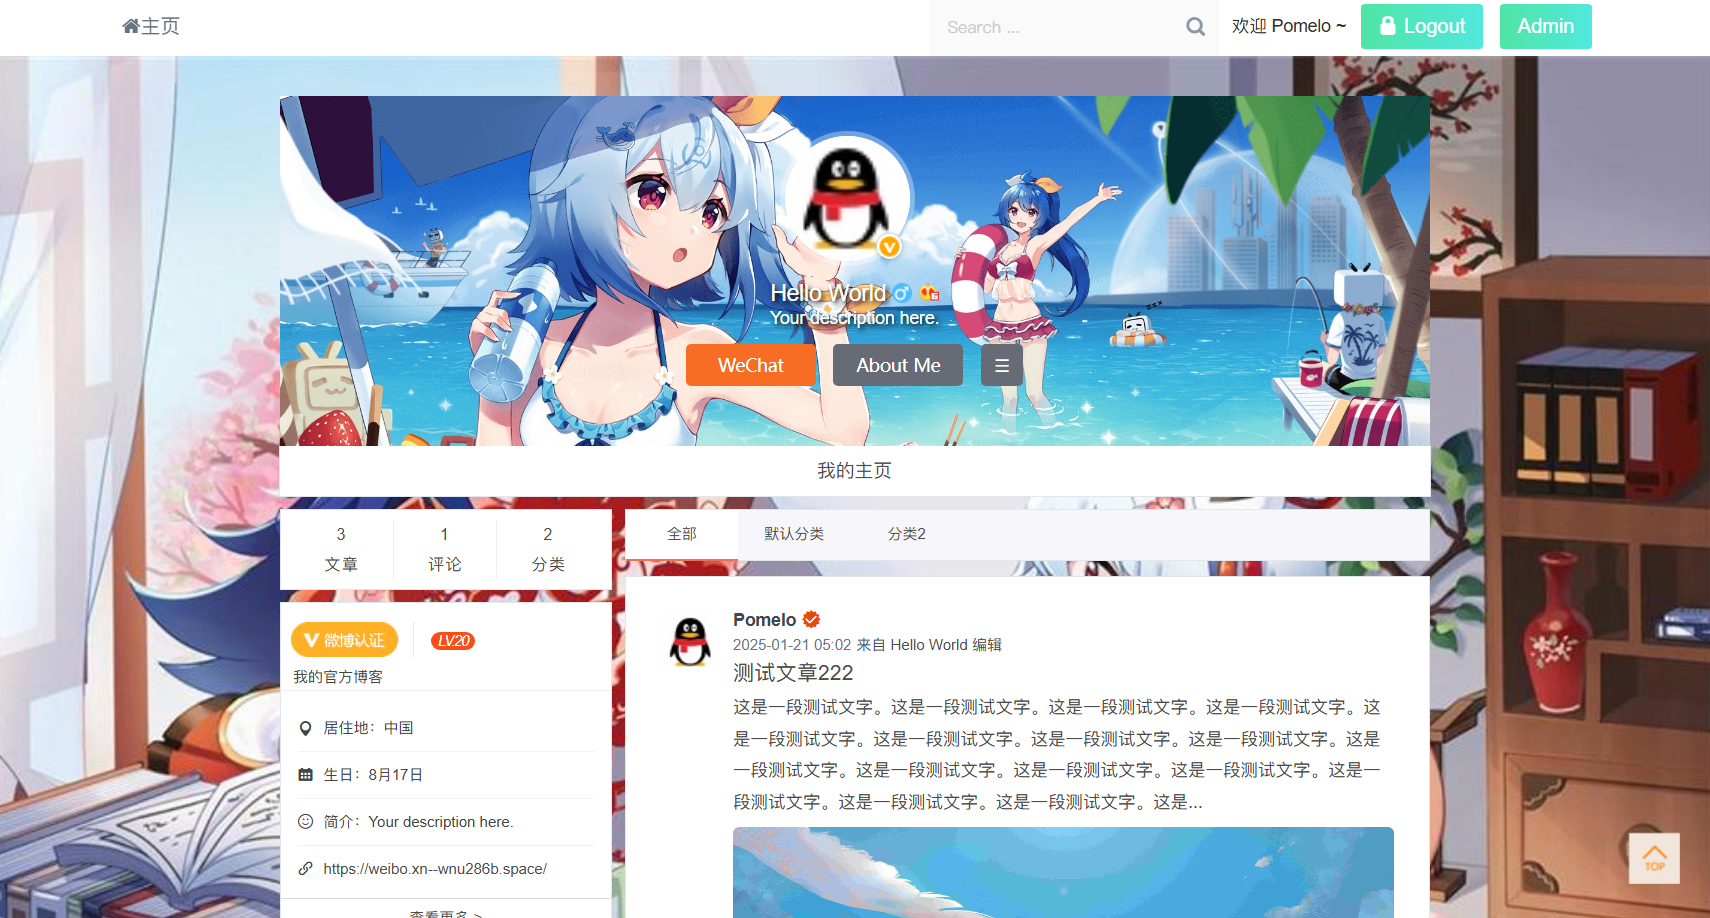 主页
Search ...
欢迎 Pomelo ~
Logout
Admin
Hello World
Your description here.
WeChat
About Me
我的主页
3
文章
1
评论
2
分类
全部
默认分类
分类2
微博认证
LV.20
我的官方博客
居住地：中国
生日：8月17日
简介：Your description here.
https://weibo.xn--wnu286b.space/
查看更多 >
Pomelo
2025-01-21 05:02 来自 Hello World 编辑
测试文章222
这是一段测试文字。这是一段测试文字。这是一段测试文字。这是一段测试文字。这
是一段测试文字。这是一段测试文字。这是一段测试文字。这是一段测试文字。这是
一段测试文字。这是一段测试文字。这是一段测试文字。这是一段测试文字。这是一
段测试文字。这是一段测试文字。这是一段测试文字。这是...
TOP